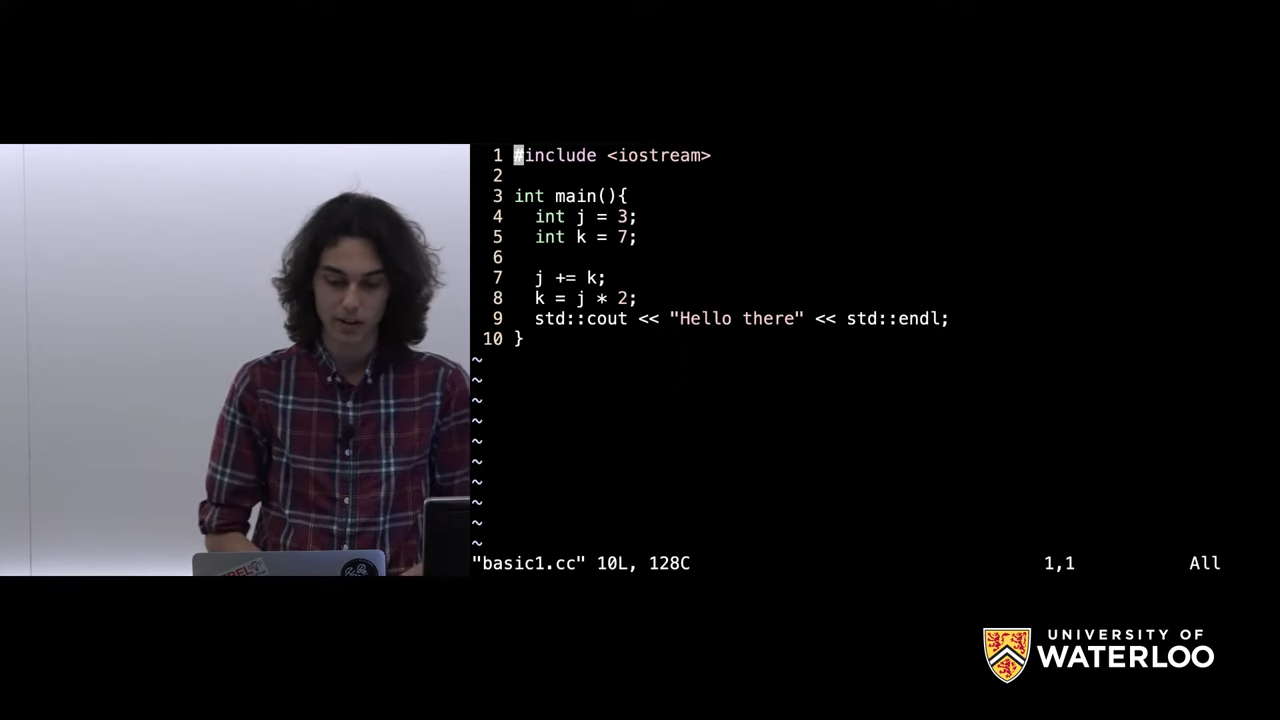 1 #include <iostream>
2
3 int main(){
4   int j = 3;
5   int k = 7;
6
7   j += k;
8   k = j * 2;
9   std::cout << "Hello there" << std::endl;
10 }
~
~
~
~
~
~
~
~
~
~
"basic1.cc" 10L, 128C 1,1 All
UNIVERSITY OF
WATERLOO